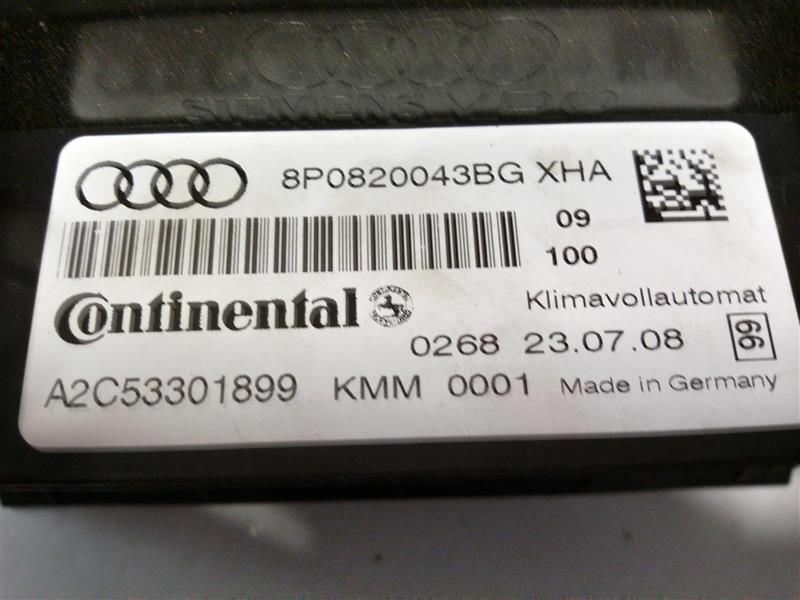 SIEMENS VDO
8P0820043BG XHA
09
100
Continental
Klimavollautomat
0268 23.07.08
66
A2C53301899 KMM 0001 Made in Germany